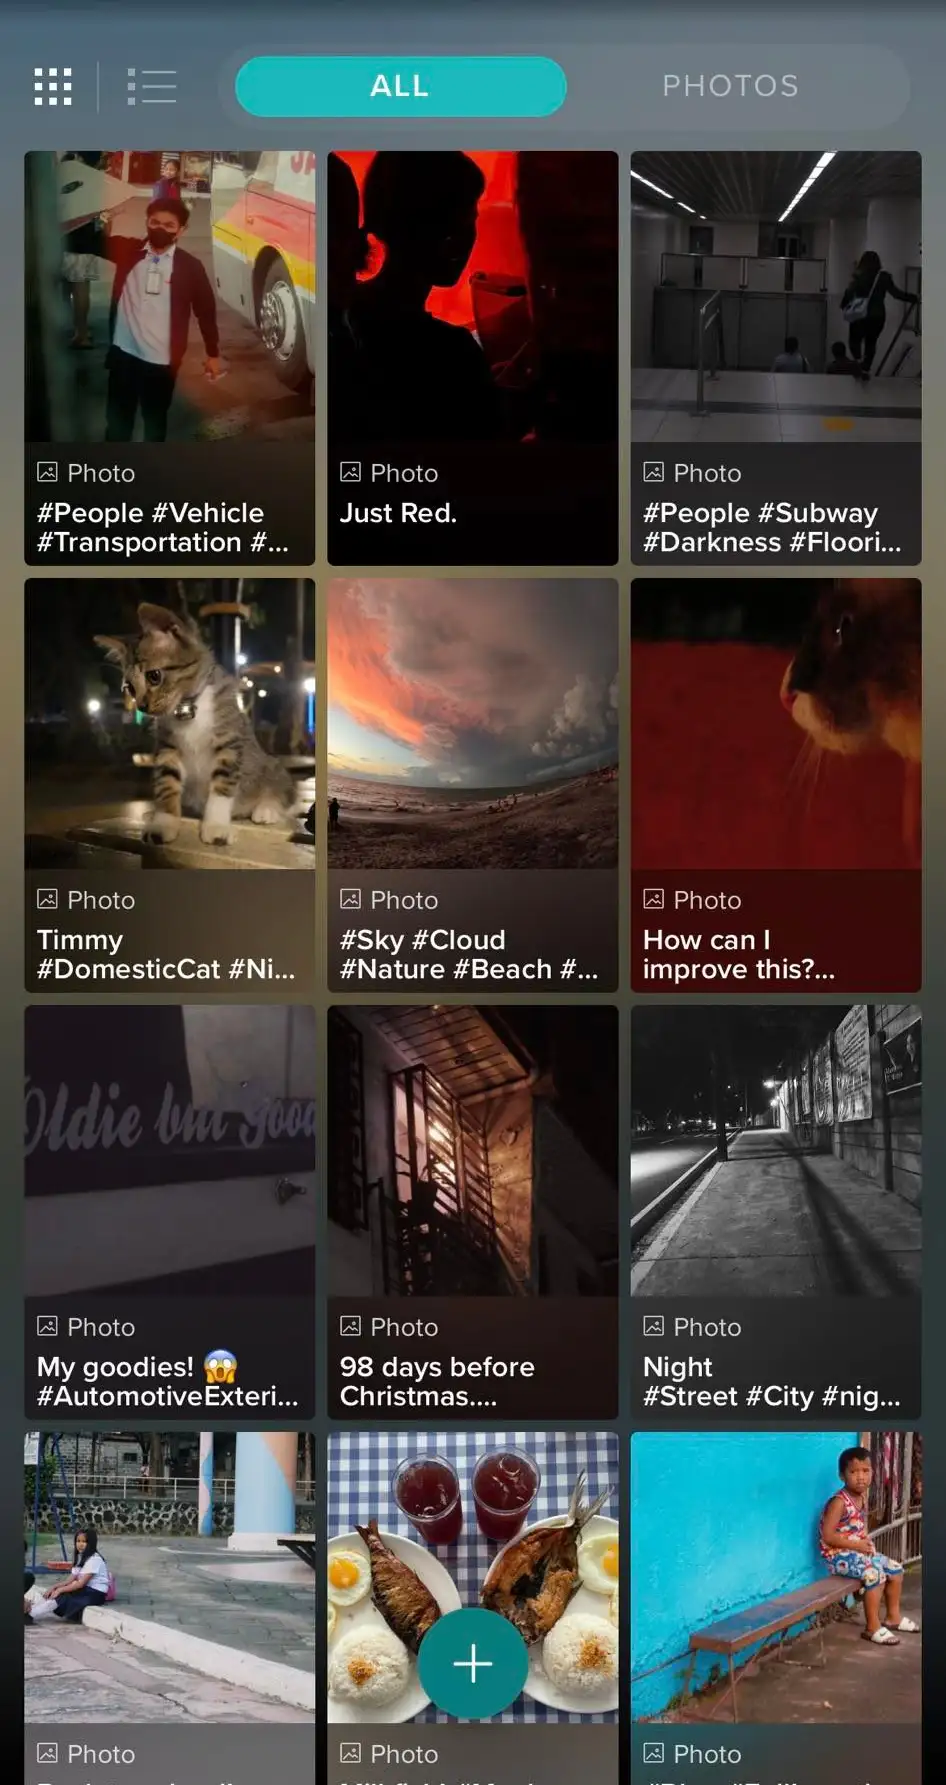 ALL
PHOTOS
Photo
#People #Vehicle
#Transportation #...
Photo
Just Red.
Photo
#People #Subway
#Darkness #Floori...
Photo
Timmy
#DomesticCat #Ni...
Photo
#Sky #Cloud
#Nature #Beach #...
Photo
How can I
improve this?...
Oldie but good
Photo
My goodies! 😱
#AutomotiveExteri...
Photo
98 days before
Christmas....
Photo
Night
#Street #City #nig...
Photo
Photo
Photo